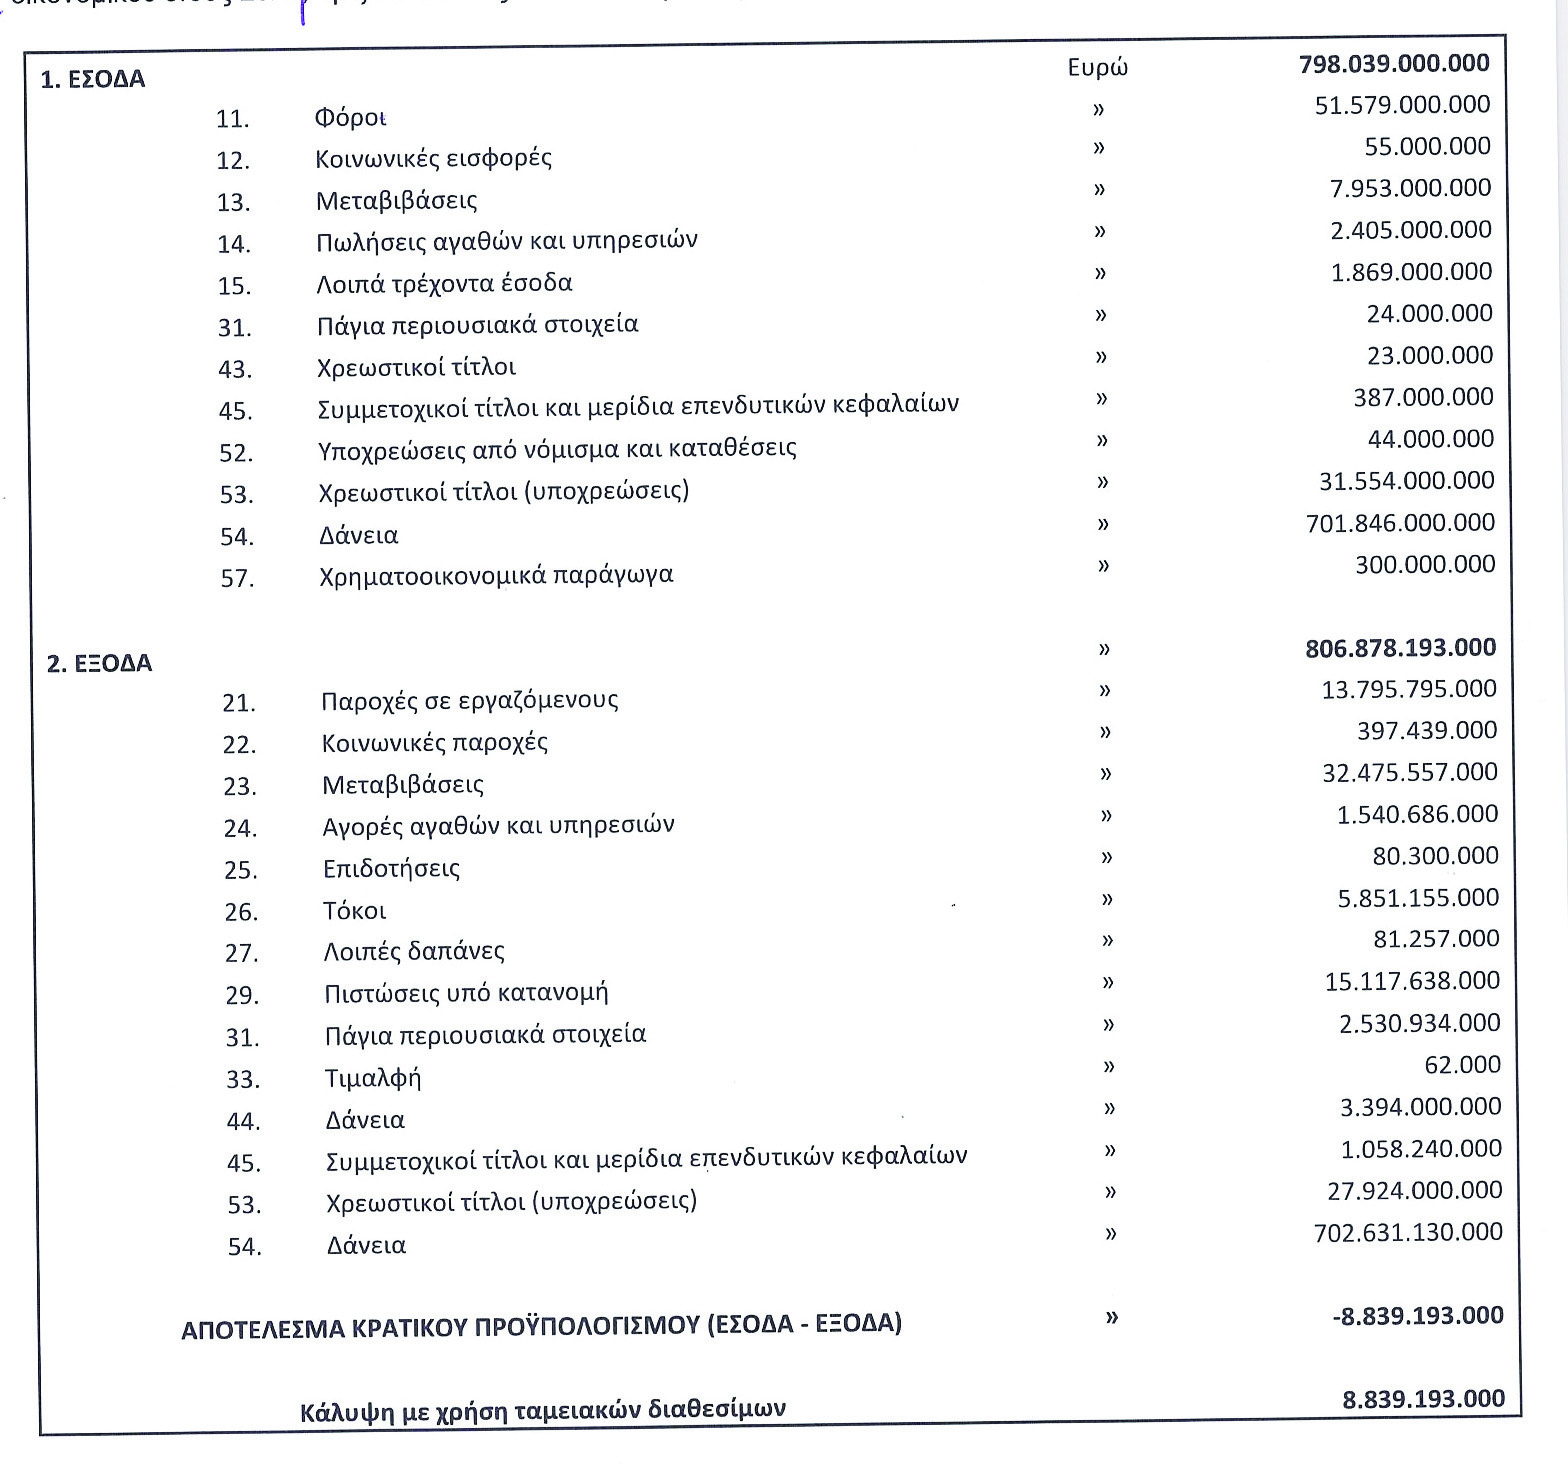 1. ΕΣΟΔΑ Ευρώ 798.039.000.000
11. Φόροι » 51.579.000.000
12. Κοινωνικές εισφορές » 55.000.000
13. Μεταβιβάσεις » 7.953.000.000
14. Πωλήσεις αγαθών και υπηρεσιών » 2.405.000.000
15. Λοιπά τρέχοντα έσοδα » 1.869.000.000
31. Πάγια περιουσιακά στοιχεία » 24.000.000
43. Χρεωστικοί τίτλοι » 23.000.000
45. Συμμετοχικοί τίτλοι και μερίδια επενδυτικών κεφαλαίων » 387.000.000
52. Υποχρεώσεις από νόμισμα και καταθέσεις » 44.000.000
53. Χρεωστικοί τίτλοι (υποχρεώσεις) » 31.554.000.000
54. Δάνεια » 701.846.000.000
57. Χρηματοοικονομικά παράγωγα » 300.000.000
2. ΕΞΟΔΑ » 806.878.193.000
21. Παροχές σε εργαζόμενους » 13.795.795.000
22. Κοινωνικές παροχές » 397.439.000
23. Μεταβιβάσεις » 32.475.557.000
24. Αγορές αγαθών και υπηρεσιών » 1.540.686.000
25. Επιδοτήσεις » 80.300.000
26. Τόκοι » 5.851.155.000
27. Λοιπές δαπάνες » 81.257.000
29. Πιστώσεις υπό κατανομή » 15.117.638.000
31. Πάγια περιουσιακά στοιχεία » 2.530.934.000
33. Τιμαλφή » 62.000
44. Δάνεια » 3.394.000.000
45. Συμμετοχικοί τίτλοι και μερίδια επενδυτικών κεφαλαίων » 1.058.240.000
53. Χρεωστικοί τίτλοι (υποχρεώσεις) » 27.924.000.000
54. Δάνεια » 702.631.130.000
ΑΠΟΤΕΛΕΣΜΑ ΚΡΑΤΙΚΟΥ ΠΡΟΫΠΟΛΟΓΙΣΜΟΥ (ΕΣΟΔΑ - ΕΞΟΔΑ) » -8.839.193.000
Κάλυψη με χρήση ταμειακών διαθεσίμων 8.839.193.000